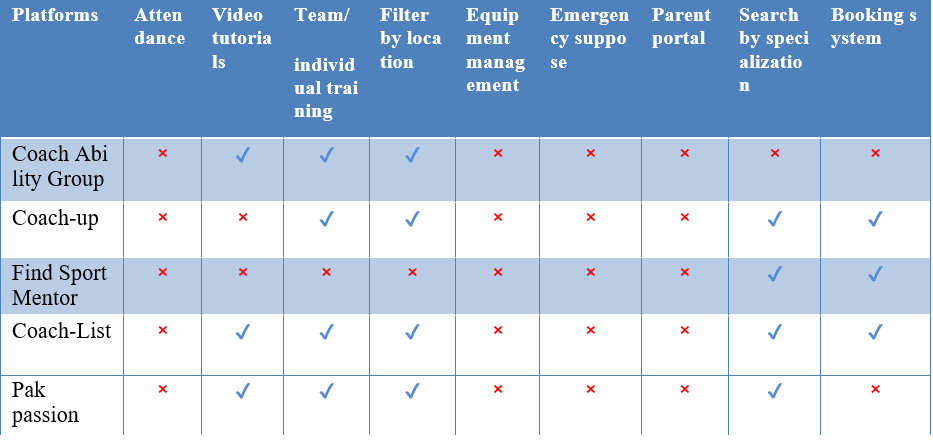 Platforms Atten Video Team/ Filter Equip Emergen Parent Search Booking s
dance tutoria by loca ment cy suppo portal by speci ystem
ls individ tion manag se alizatio
ual trai ement n
ning
Coach Abi × ✓ ✓ ✓ × × × × ×
lity Group
Coach-up × × ✓ ✓ × × × ✓ ✓
Find Sport × × × × × × × ✓ ✓
Mentor
Coach-List × ✓ ✓ ✓ × × × ✓ ✓
Pak × ✓ ✓ ✓ × × × ✓ ×
passion